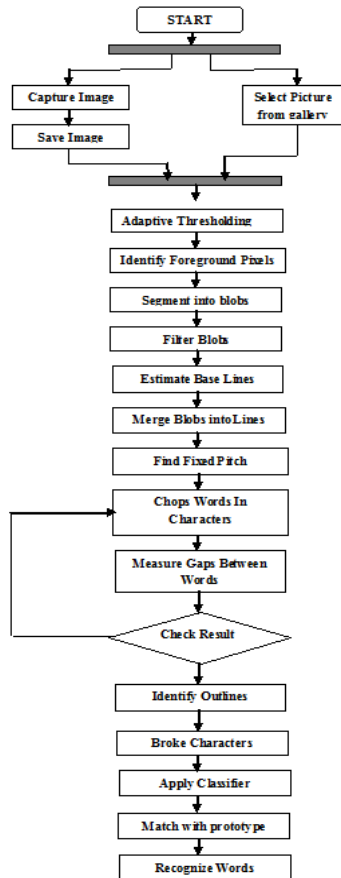 START
Capture Image
Select Picture
from gallery
Save Image
Adaptive Thresholding
Identify Foreground Pixels
Segment into blobs
Filter Blobs
Estimate Base Lines
Merge Blobs into Lines
Find Fixed Pitch
Chops Words In
Characters
Measure Gaps Between
Words
Check Result
Identify Outlines
Broke Characters
Apply Classifier
Match with prototype
Recognize Words